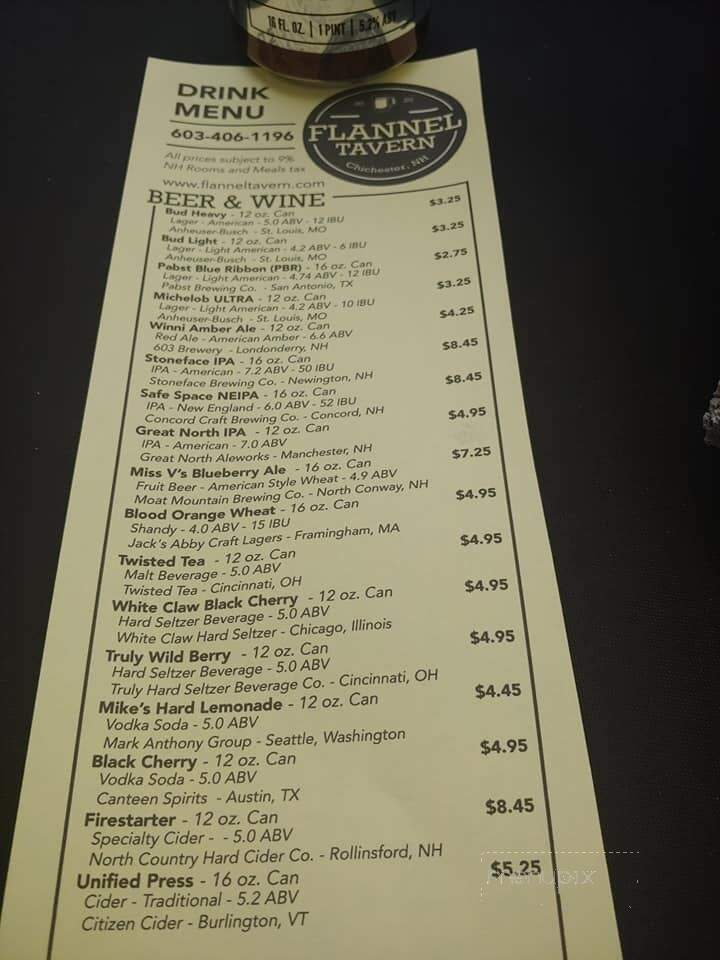 16 FL. OZ. | 1 PINT | 5.2% ABV
DRINK
MENU
603-406-1196
All prices subject to 9%
NH Rooms and Meals tax
www.flanneltavern.com
FLANNEL
TAVERN
Chichester, NH
BEER & WINE
Bud Heavy - 12 oz. Can $3.25
Lager - American - 5.0 ABV - 12 IBU
Anheuser-Busch - St. Louis, MO
Bud Light - 12 oz. Can $3.25
Lager - Light American - 4.2 ABV - 6 IBU
Anheuser-Busch - St. Louis, MO
Pabst Blue Ribbon (PBR) - 16 oz. Can $2.75
Lager - Light American - 4.74 ABV - 12 IBU
Pabst Brewing Co. - San Antonio, TX
Michelob ULTRA - 12 oz. Can $3.25
Lager - Light American - 4.2 ABV - 10 IBU
Anheuser-Busch - St. Louis, MO
Winni Amber Ale - 12 oz. Can $4.25
Red Ale - American Amber - 6.6 ABV
603 Brewery - Londonderry, NH
Stoneface IPA - 16 oz. Can $8.45
IPA - American - 7.2 ABV - 50 IBU
Stoneface Brewing Co. - Newington, NH
Safe Space NEIPA - 16 oz. Can $8.45
IPA - New England - 6.0 ABV - 52 IBU
Concord Craft Brewing Co. - Concord, NH
Great North IPA - 12 oz. Can $4.95
IPA - American - 7.0 ABV
Great North Aleworks - Manchester, NH
Miss V's Blueberry Ale - 16 oz. Can $7.25
Fruit Beer - American Style Wheat - 4.9 ABV
Moat Mountain Brewing Co. - North Conway, NH
Blood Orange Wheat - 16 oz. Can $4.95
Shandy - 4.0 ABV - 15 IBU
Jack's Abby Craft Lagers - Framingham, MA
Twisted Tea - 12 oz. Can $4.95
Malt Beverage - 5.0 ABV
Twisted Tea - Cincinnati, OH
White Claw Black Cherry - 12 oz. Can $4.95
Hard Seltzer Beverage - 5.0 ABV
White Claw Hard Seltzer - Chicago, Illinois
Truly Wild Berry - 12 oz. Can $4.95
Hard Seltzer Beverage - 5.0 ABV
Truly Hard Seltzer Beverage Co. - Cincinnati, OH
Mike's Hard Lemonade - 12 oz. Can $4.45
Vodka Soda - 5.0 ABV
Mark Anthony Group - Seattle, Washington
Black Cherry - 12 oz. Can $4.95
Vodka Soda - 5.0 ABV
Canteen Spirits - Austin, TX
Firestarter - 12 oz. Can $8.45
Specialty Cider - - 5.0 ABV
North Country Hard Cider Co. - Rollinsford, NH
Unified Press - 16 oz. Can $5.25
Cider - Traditional - 5.2 ABV
Citizen Cider - Burlington, VT
menupix